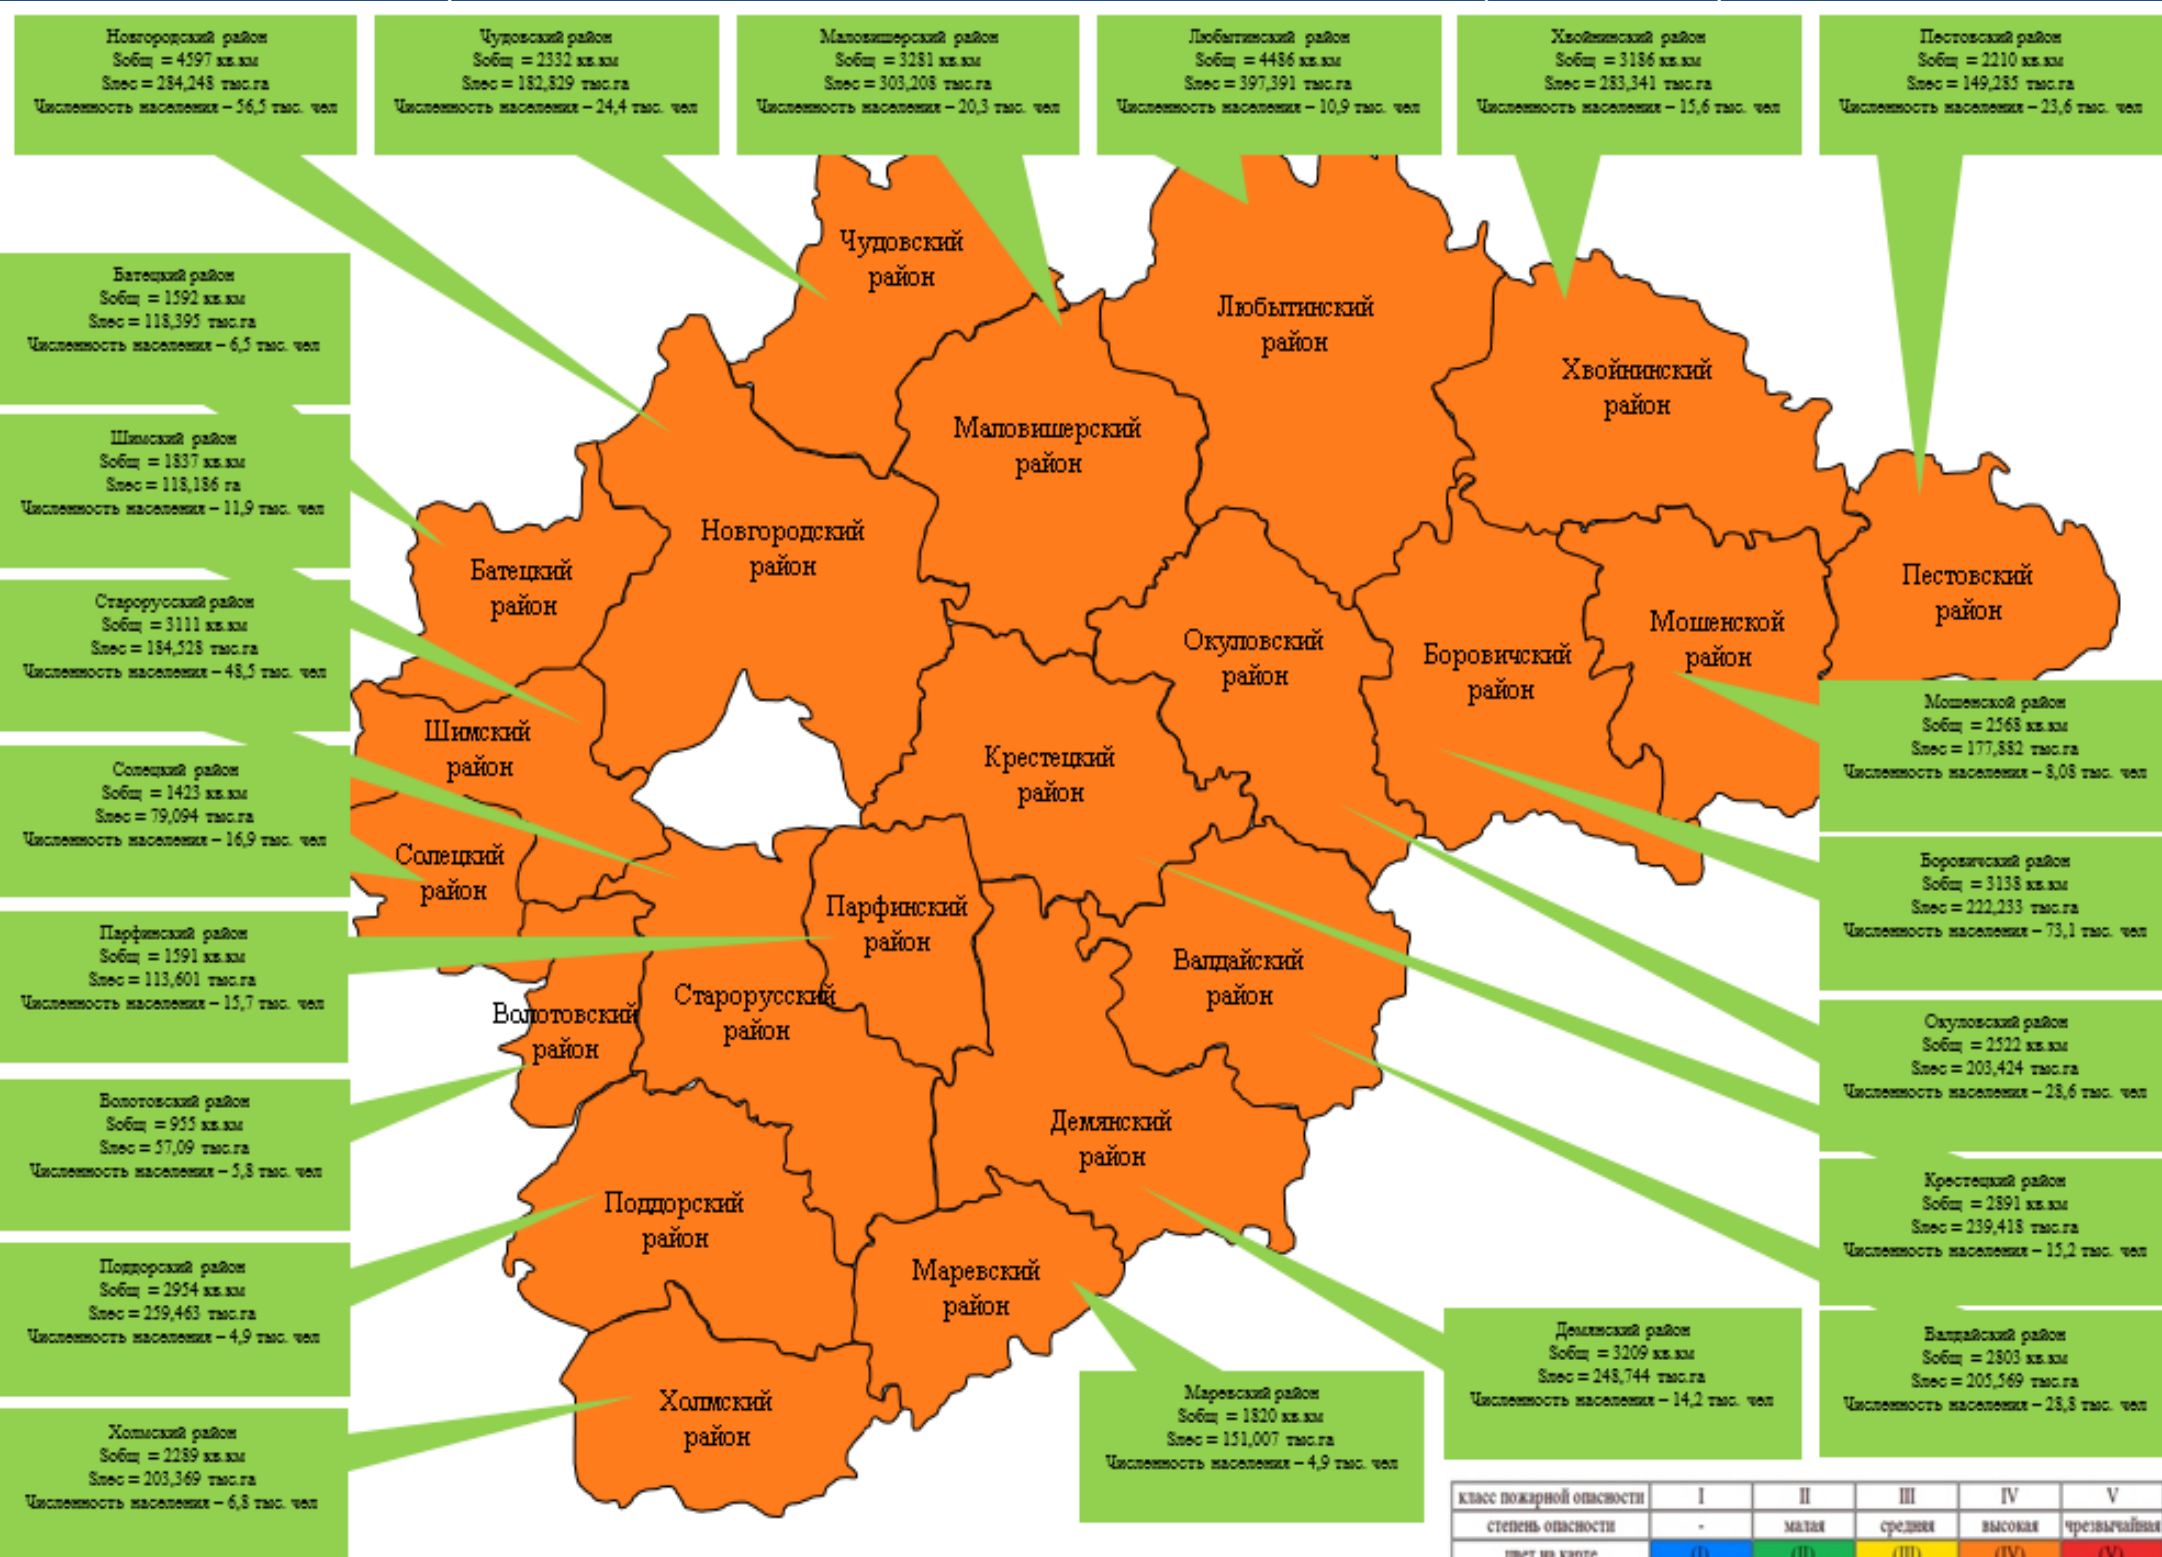 Новгородский район
Sобщ = 4597 кв.км
Sлес = 284,248 тыс.га
Численность населения – 56,5 тыс. чел
Чудовский район
Sобщ = 2332 кв.км
Sлес = 182,829 тыс.га
Численность населения – 24,4 тыс. чел
Маловишерский район
Sобщ = 3281 кв.км
Sлес = 303,208 тыс.га
Численность населения – 20,3 тыс. чел
Любытинский район
Sобщ = 4486 кв.км
Sлес = 397,391 тыс.га
Численность населения – 10,9 тыс. чел
Хвойнинский район
Sобщ = 3186 кв.км
Sлес = 283,341 тыс.га
Численность населения – 15,6 тыс. чел
Пестовский район
Sобщ = 2210 кв.км
Sлес = 149,285 тыс.га
Численность населения – 23,6 тыс. чел
Батецкий район
Sобщ = 1592 кв.км
Sлес = 118,395 тыс.га
Численность населения – 6,5 тыс. чел
Шимский район
Sобщ = 1837 кв.км
Sлес = 118,186 га
Численность населения – 11,9 тыс. чел
Старорусский район
Sобщ = 3111 кв.км
Sлес = 184,528 тыс.га
Численность населения – 48,5 тыс. чел
Солецкий район
Sобщ = 1423 кв.км
Sлес = 79,094 тыс.га
Численность населения – 16,9 тыс. чел
Парфинский район
Sобщ = 1591 кв.км
Sлес = 113,601 тыс.га
Численность населения – 15,7 тыс. чел
Волотовский район
Sобщ = 955 кв.км
Sлес = 57,09 тыс.га
Численность населения – 5,8 тыс. чел
Поддорский район
Sобщ = 2954 кв.км
Sлес = 259,463 тыс.га
Численность населения – 4,9 тыс. чел
Холмский район
Sобщ = 2289 кв.км
Sлес = 203,369 тыс.га
Численность населения – 6,8 тыс. чел
Чудовский
район
Любытинский
район
Хвойнинский
район
Маловишерский
район
Новгородский
район
Батецкий
район
Пестовский
район
Мошенской
район
Окуловский
район
Боровичский
район
Шимский
район
Крестецкий
район
Солецкий
район
Парфинский
район
Валдайский
район
Старорусский
район
Волотовский
район
Демянский
район
Поддорский
район
Маревский
район
Холмский
район
Мошенской район
Sобщ = 2568 кв.км
Sлес = 177,882 тыс.га
Численность населения – 8,08 тыс. чел
Боровичский район
Sобщ = 3138 кв.км
Sлес = 222,233 тыс.га
Численность населения – 73,1 тыс. чел
Окуловский район
Sобщ = 2522 кв.км
Sлес = 203,424 тыс.га
Численность населения – 28,6 тыс. чел
Крестецкий район
Sобщ = 2891 кв.км
Sлес = 239,418 тыс.га
Численность населения – 15,2 тыс. чел
Валдайский район
Sобщ = 2803 кв.км
Sлес = 205,569 тыс.га
Численность населения – 28,8 тыс. чел
Демянский район
Sобщ = 3209 кв.км
Sлес = 248,744 тыс.га
Численность населения – 14,2 тыс. чел
Маревский район
Sобщ = 1820 кв.км
Sлес = 151,007 тыс.га
Численность населения – 4,9 тыс. чел
класс пожарной опасности I II III IV V
степень опасности - малая средняя высокая чрезвычайная
цвет на карте (I) (II) (III) (IV) (V)